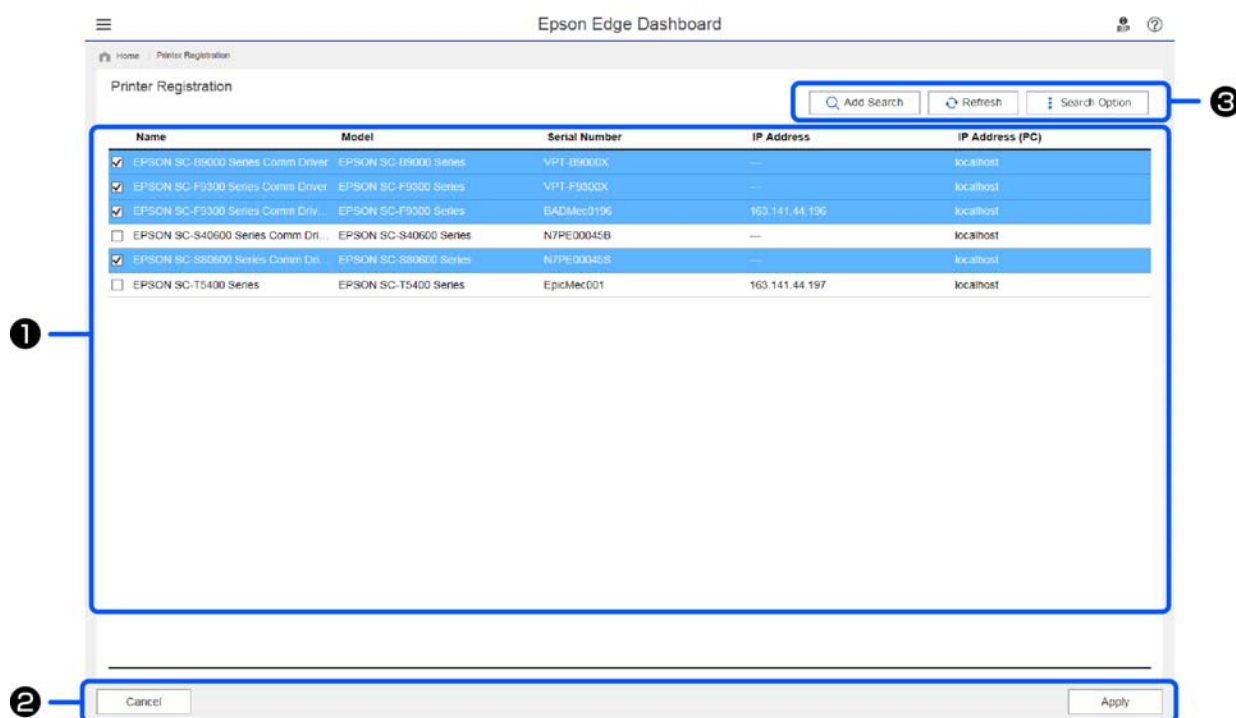 Epson Edge Dashboard
Home / Printer Registration
Printer Registration
Add Search Refresh Search Option
❸
Name Model Serial Number IP Address IP Address (PC)
EPSON SC-B9000 Series Comm Driver EPSON SC-B9000 Series VPT-B9000X --- localhost
EPSON SC-F9300 Series Comm Driver EPSON SC-F9300 Series VPT-F9300X --- localhost
EPSON SC-F9300 Series Comm Driv... EPSON SC-F9300 Series BADMec0196 163.141.44.196 localhost
EPSON SC-S40600 Series Comm Dri... EPSON SC-S40600 Series N7PE00045B --- localhost
EPSON SC-S80600 Series Comm Dri... EPSON SC-S80600 Series N7PE00046S --- localhost
EPSON SC-T5400 Series EPSON SC-T5400 Series EpicMec001 163.141.44.197 localhost
❶
❷
Cancel Apply